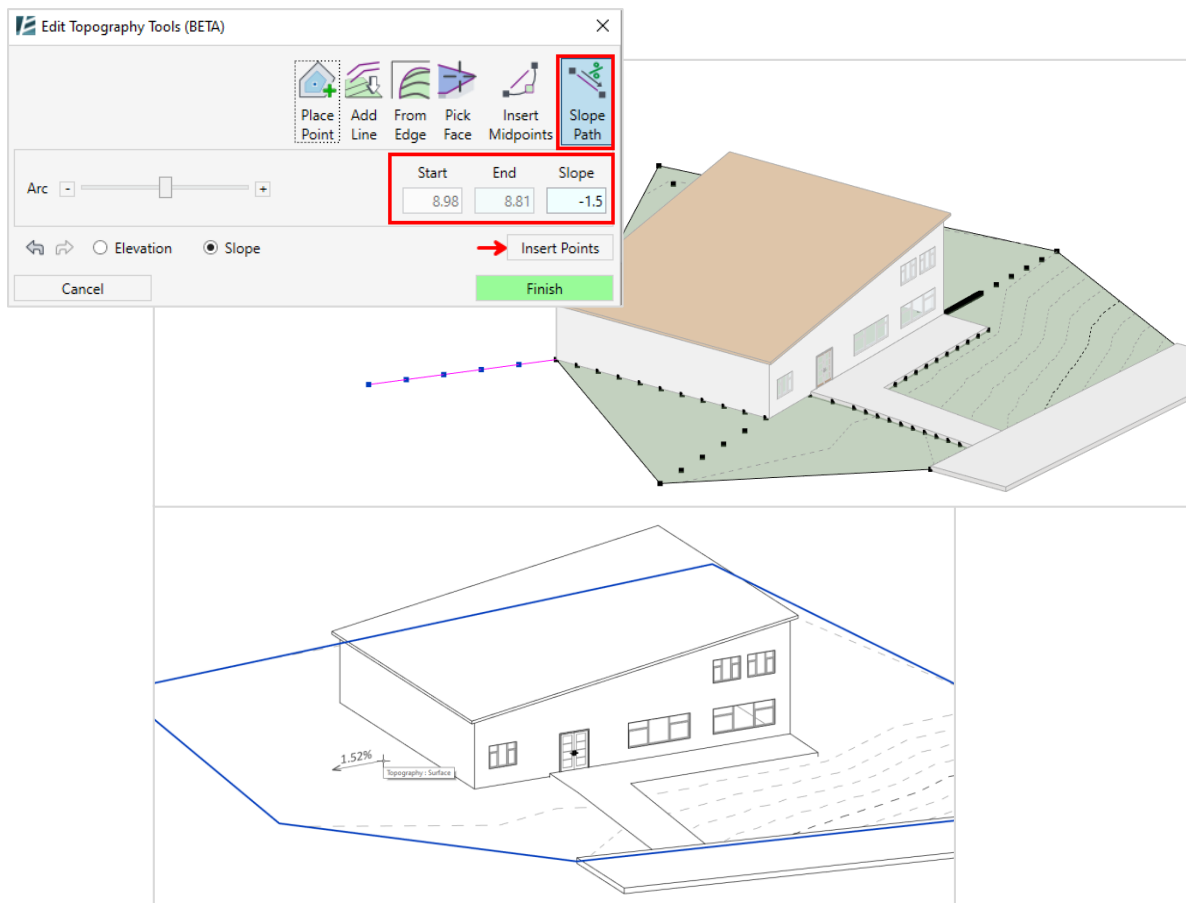 Edit Topography Tools (BETA)
Place Point
Add Line
From Edge
Pick Face
Insert Midpoints
Slope Path
Arc - +
Start End Slope
8.98 8.81 -1.5
Elevation Slope Insert Points
Cancel Finish
1.52%
Topography : Surface